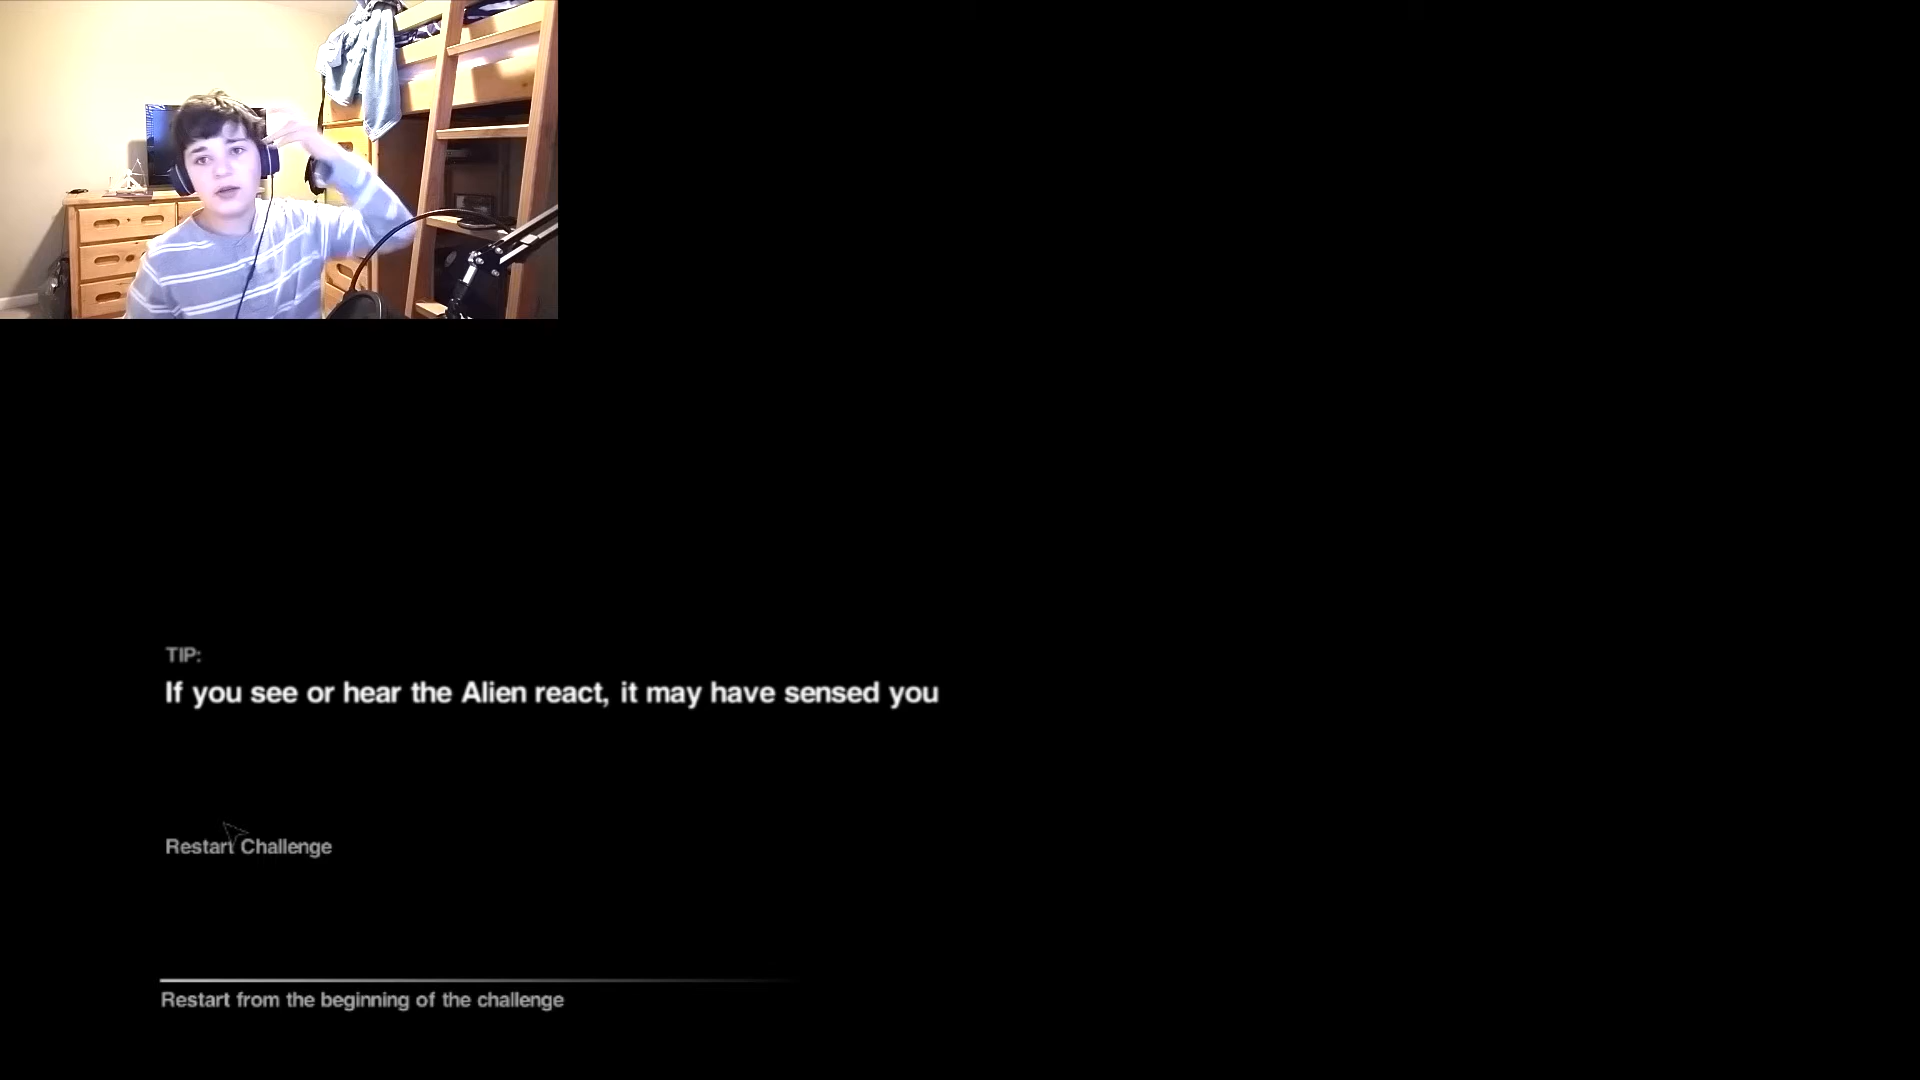 TIP:
If you see or hear the Alien react, it may have sensed you
Restart Challenge
Restart from the beginning of the challenge